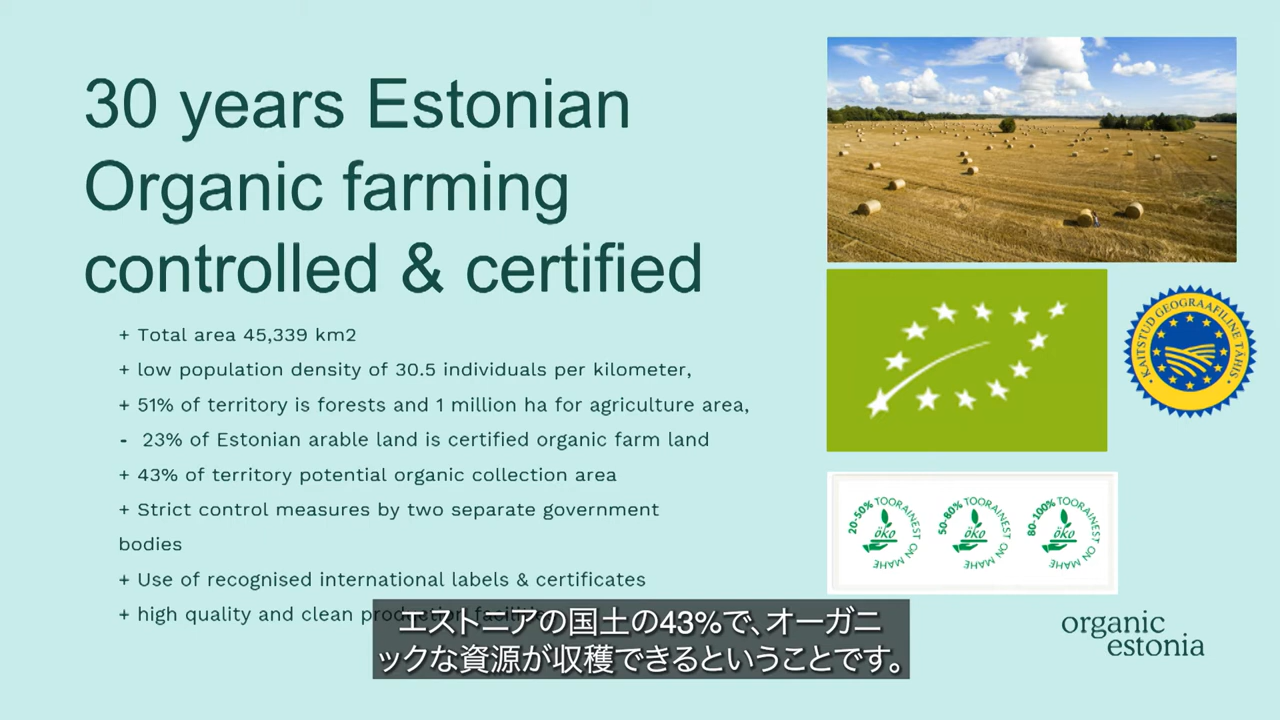 30 years Estonian
Organic farming
controlled & certified
+ Total area 45,339 km2
+ low population density of 30.5 individuals per kilometer,
+ 51% of territory is forests and 1 million ha for agriculture area,
- 23% of Estonian arable land is certified organic farm land
+ 43% of territory potential organic collection area
+ Strict control measures by two separate government
bodies
+ Use of recognised international labels & certificates
+ high quality and clean production
KAITSTUD GEOGRAAFILINE TÄHIS
20-50% TOORAINEST ON MAHE
ÖKO
50-80% TOORAINEST ON MAHE
ÖKO
80-100% TOORAINEST ON MAHE
ÖKO
organic
estonia
エストニアの国土の43%で、オーガニ
ックな資源が収穫できるということです。